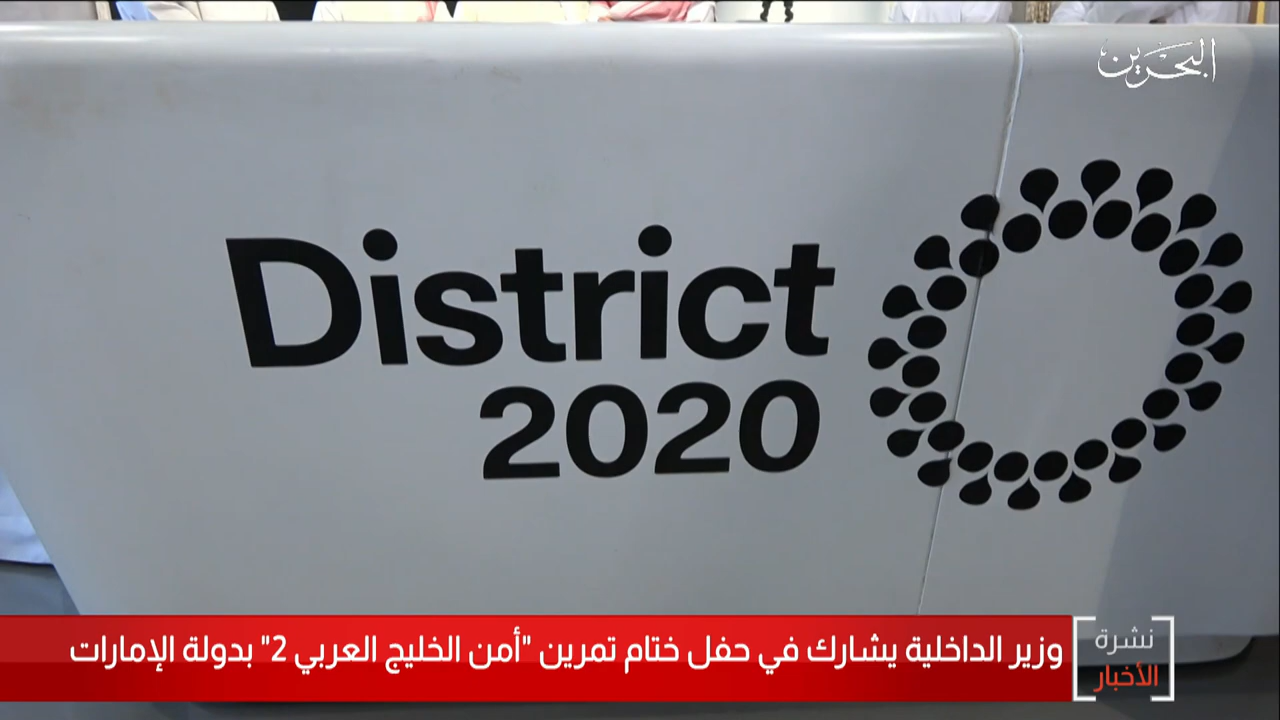 البحرين
District
2020
وزير الداخلية يشارك في حفل ختام تمرين "أمن الخليج العربي 2" بدولة الإمارات
نشرة
الأخبار